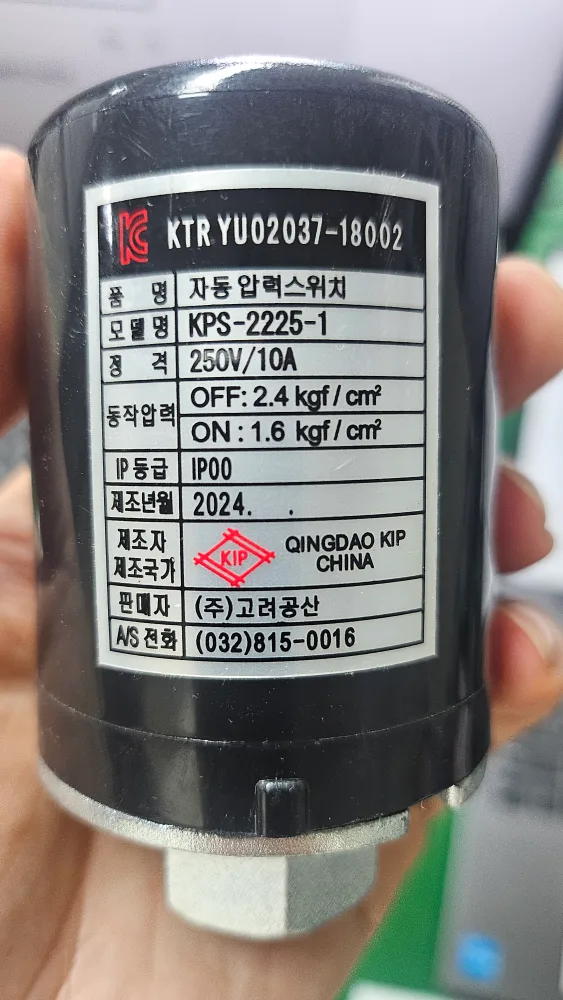 KC KTR YU02037-18002
품 명 자동압력스위치
모델명 KPS-2225-1
정 격 250V/10A
동작압력 OFF: 2.4 kgf/cm²
ON : 1.6 kgf/cm²
IP등급 IP00
제조년월 2024. .
제조자 KIP QINGDAO KIP
제조국가 CHINA
판매자 (주)고려공산
A/S 전화 (032)815-0016